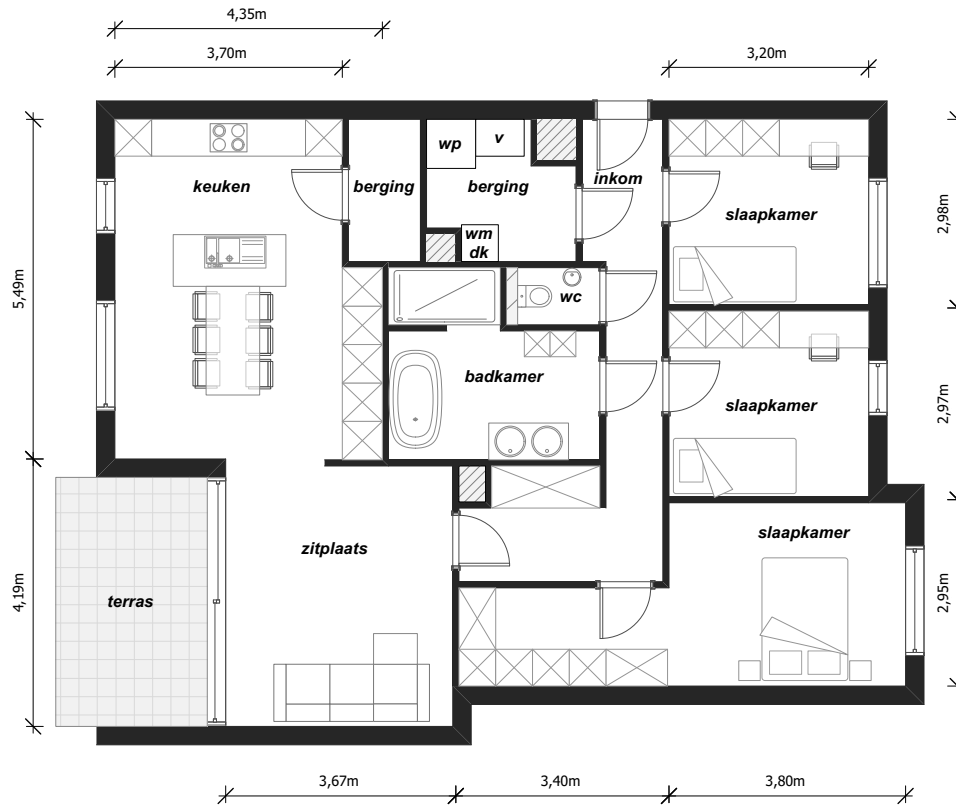 4,35m
3,70m
3,20m
wp
v
keuken
berging
berging
inkom
slaapkamer
2,98m
wm
dk
5,49m
wc
badkamer
slaapkamer
2,97m
zitplaats
slaapkamer
terras
4,19m
2,95m
3,67m
3,40m
3,80m